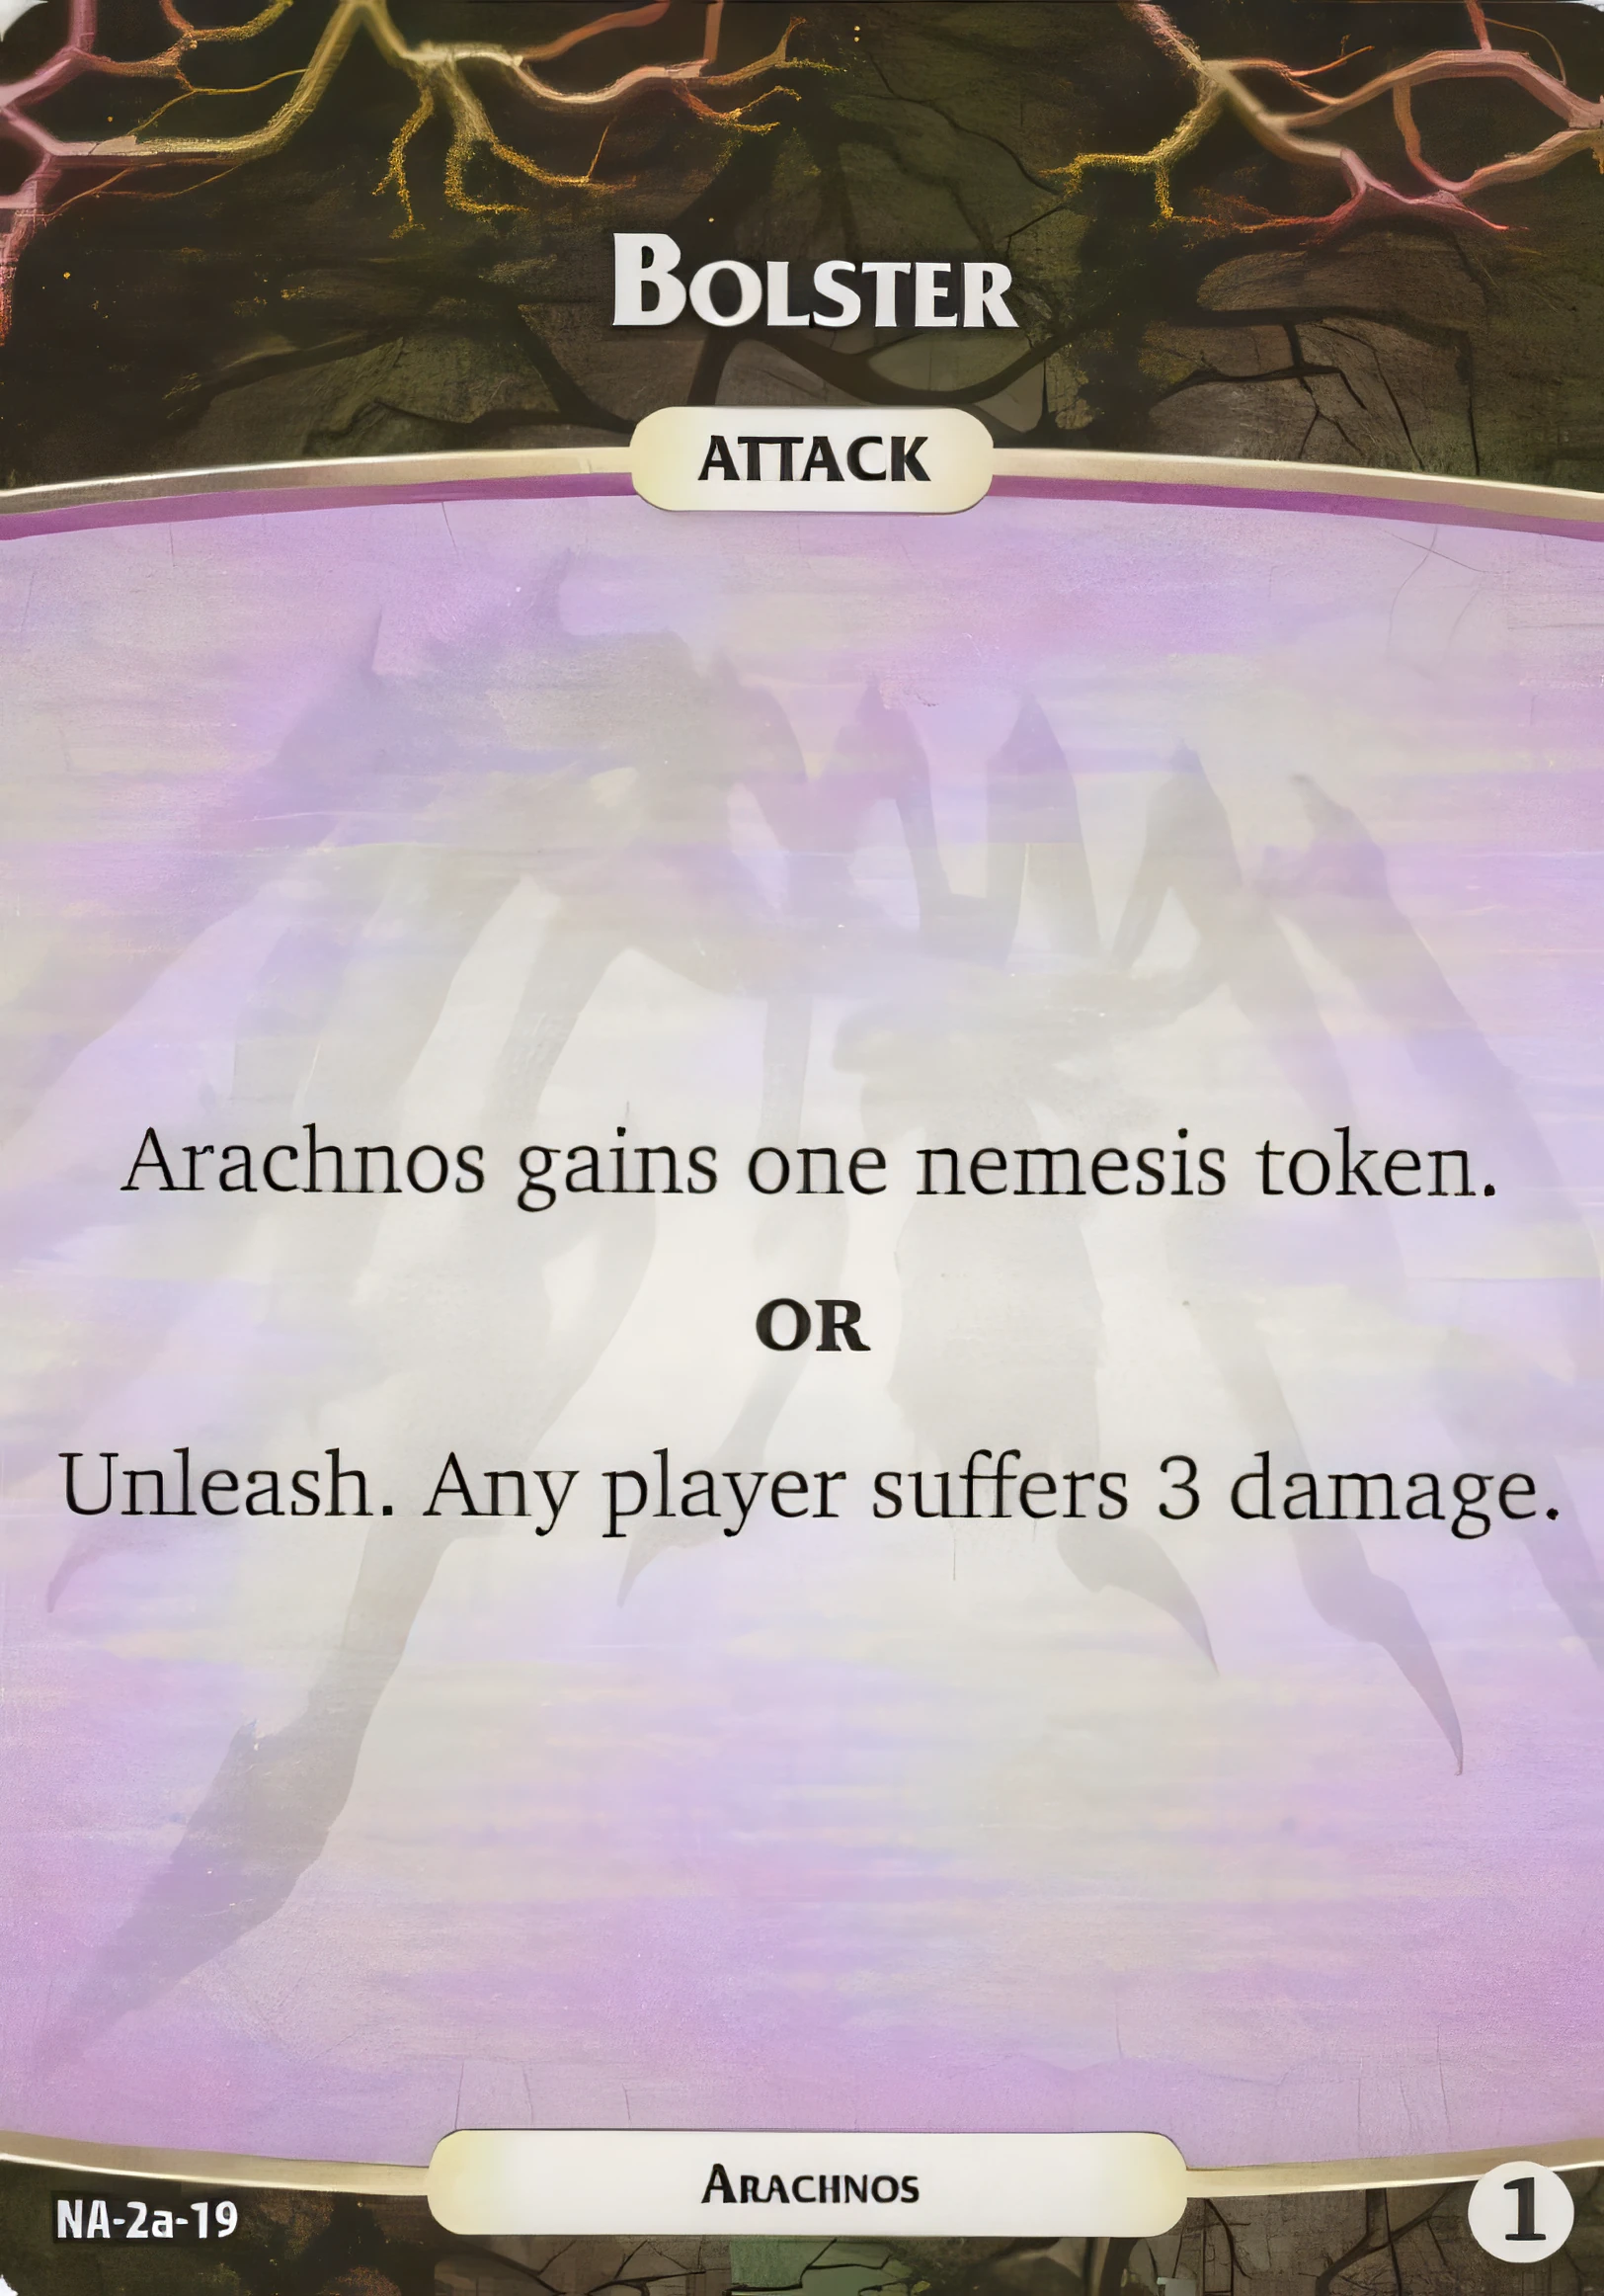 Bolster
ATTACK
Arachnos gains one nemesis token.
OR
Unleash. Any player suffers 3 damage.
Arachnos
NA-2a-19
1